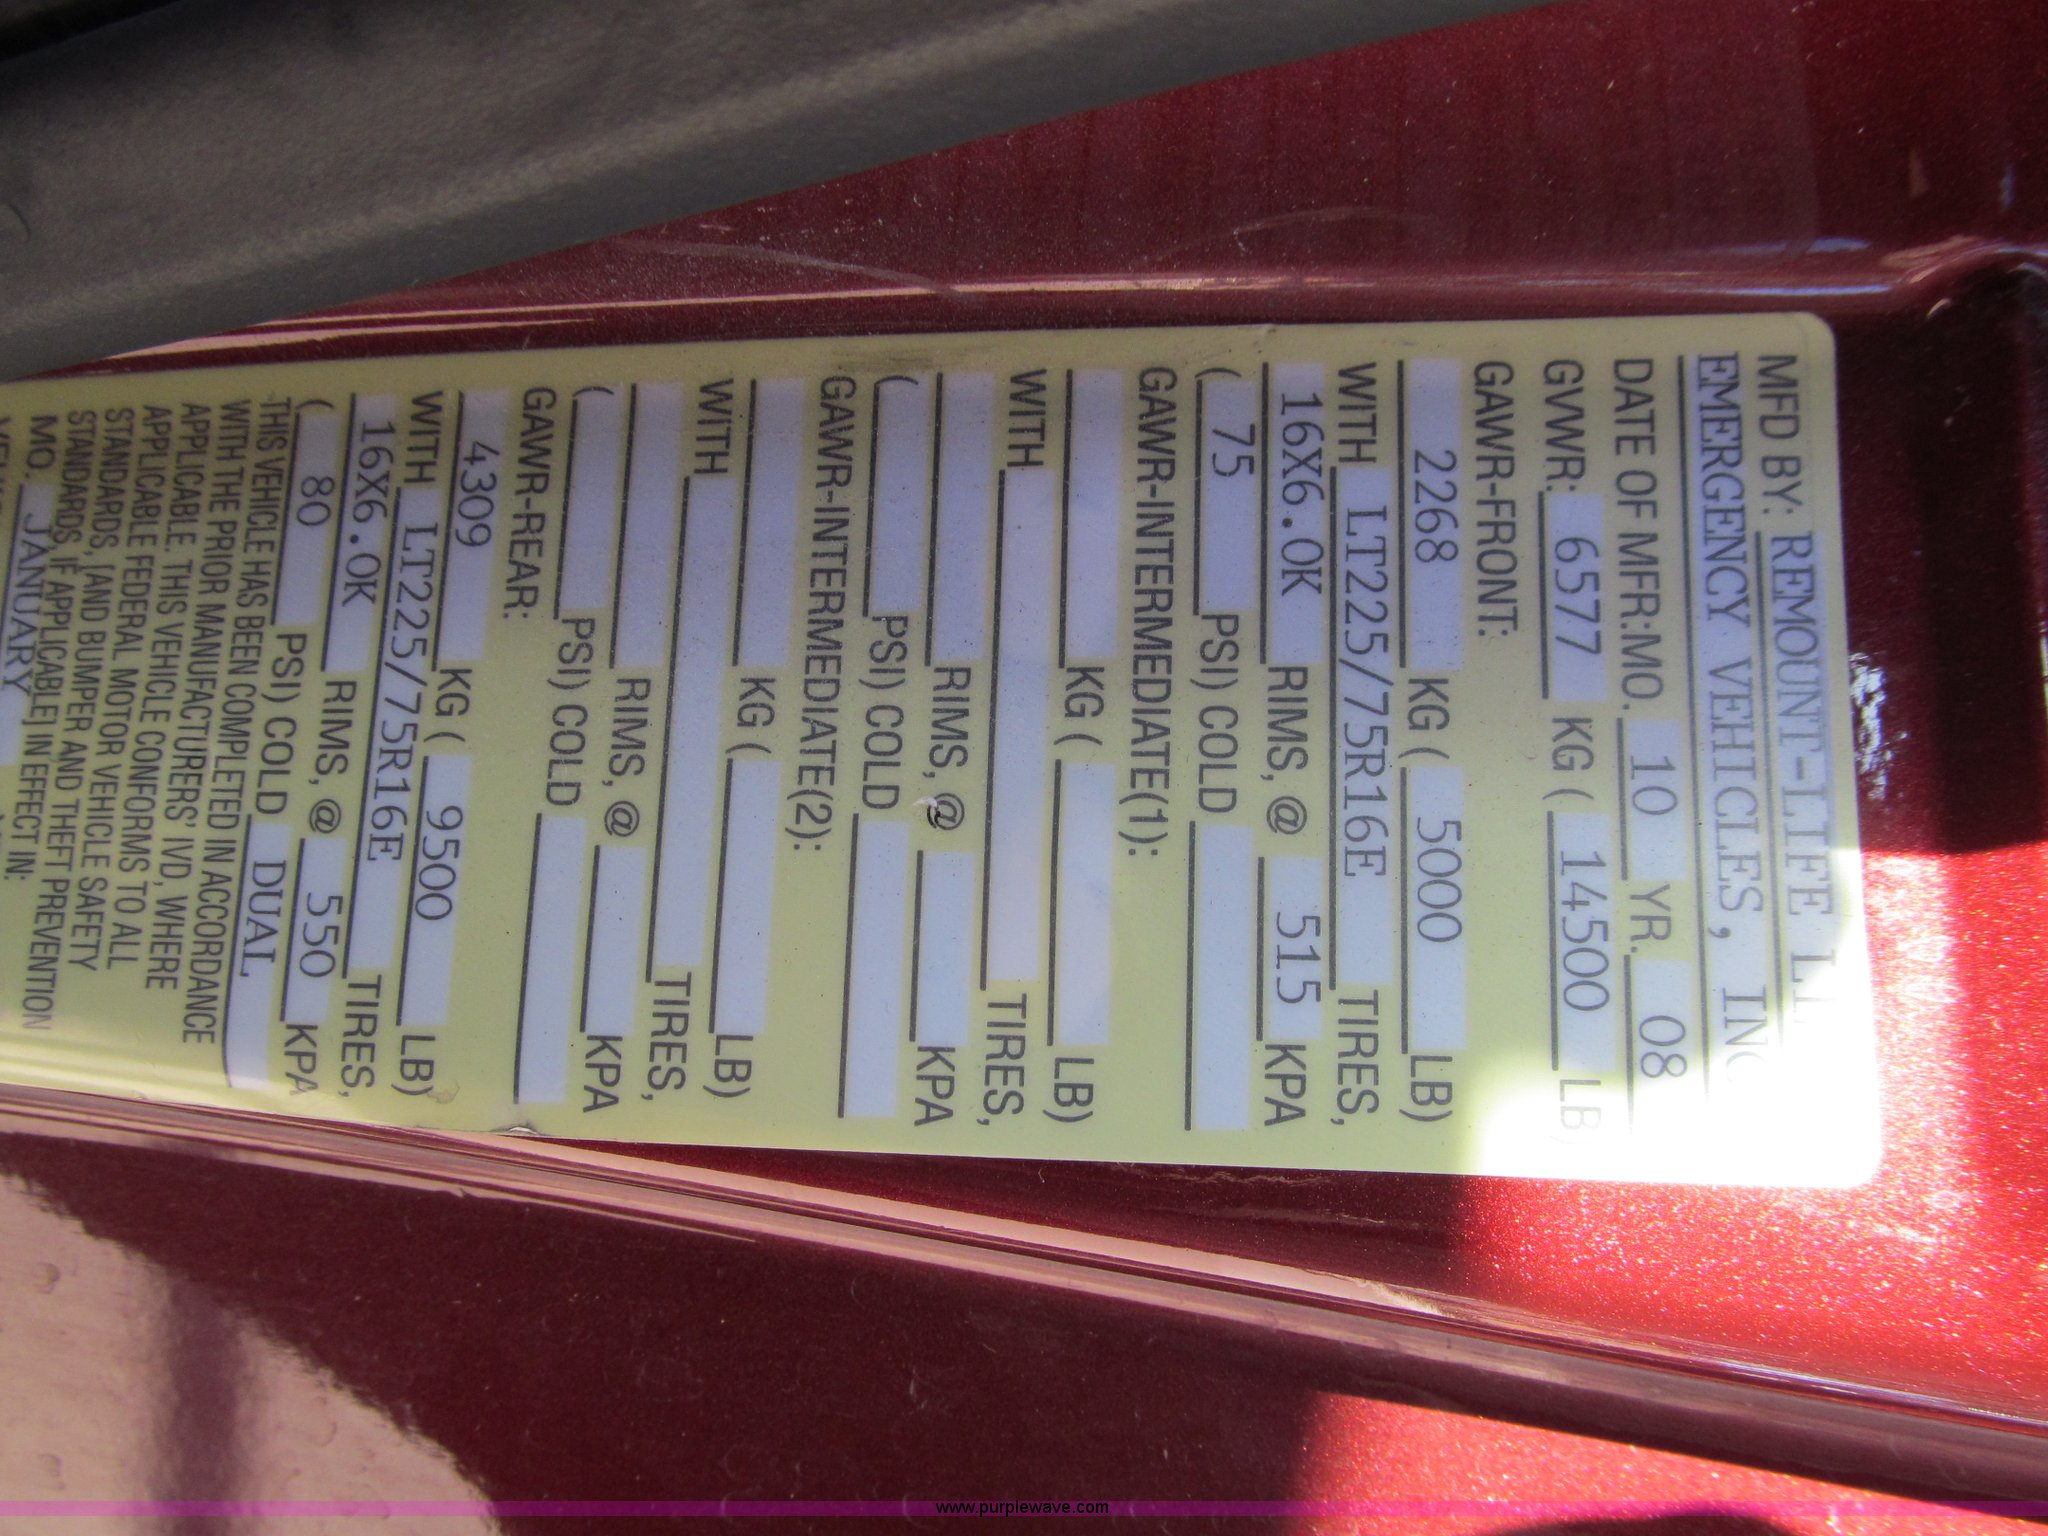 MFD BY: REMOUNT-LIFE
EMERGENCY VEHICLES, INC
DATE OF MFR:MO. 10 YR. 08
GVWR: 6577 KG ( 14500 LB)
GAWR-FRONT:
2268 KG ( 5000 LB)
WITH LT225/75R16E TIRES,
16X6.0K RIMS, @ 515 KPA
( 75 PSI) COLD
GAWR-INTERMEDIATE(1):
KG ( LB)
WITH TIRES,
RIMS, @ KPA
( PSI) COLD
GAWR-INTERMEDIATE(2):
KG ( LB)
WITH TIRES,
RIMS, @ KPA
( PSI) COLD
GAWR-REAR:
4309 KG ( 9500 LB)
WITH LT225/75R16E TIRES,
16X6.0K RIMS, @ 550 KPA
( 80 PSI) COLD DUAL
THIS VEHICLE HAS BEEN COMPLETED IN ACCORDANCE
WITH THE PRIOR MANUFACTURERS' IVD, WHERE
APPLICABLE. THIS VEHICLE CONFORMS TO ALL
APPLICABLE FEDERAL MOTOR VEHICLE SAFETY
STANDARDS, [AND BUMPER AND THEFT PREVENTION
STANDARDS, IF APPLICABLE] IN EFFECT IN:
MO. JANUARY
www.purplewave.com